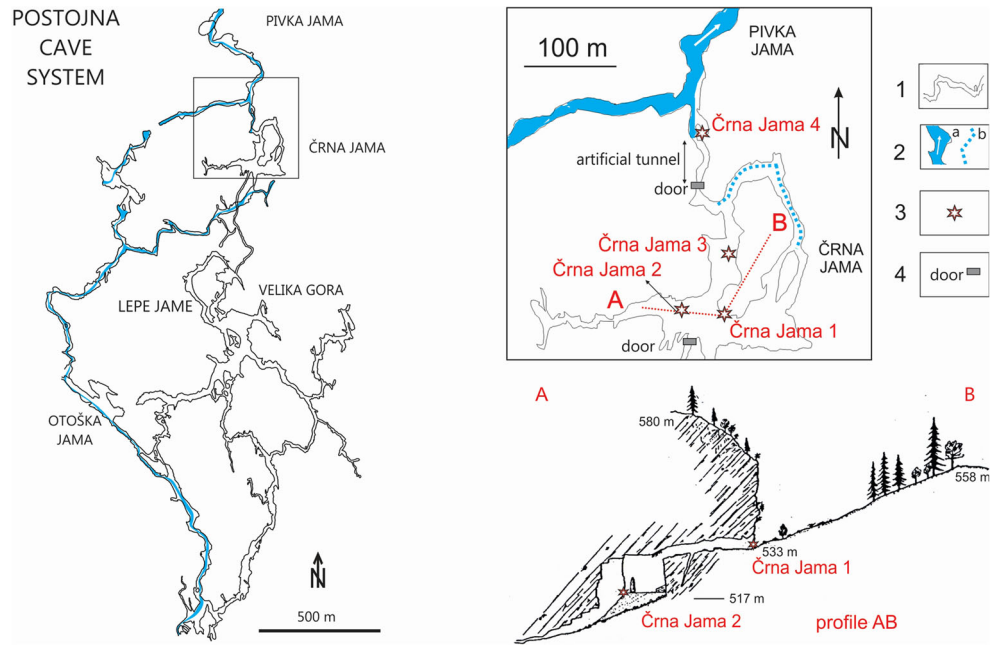 POSTOJNA
CAVE
SYSTEM
PIVKA JAMA
ČRNA JAMA
LEPE JAME
VELIKA GORA
OTOŠKA
JAMA
N
500 m
100 m
PIVKA
JAMA
N
Črna Jama 4
artificial tunnel
door
B
Črna Jama 3
Črna Jama 2
ČRNA
JAMA
A
Črna Jama 1
door
1
2
a
b
3
4
door
A
B
580 m
558 m
533 m
Črna Jama 1
517 m
Črna Jama 2
profile AB